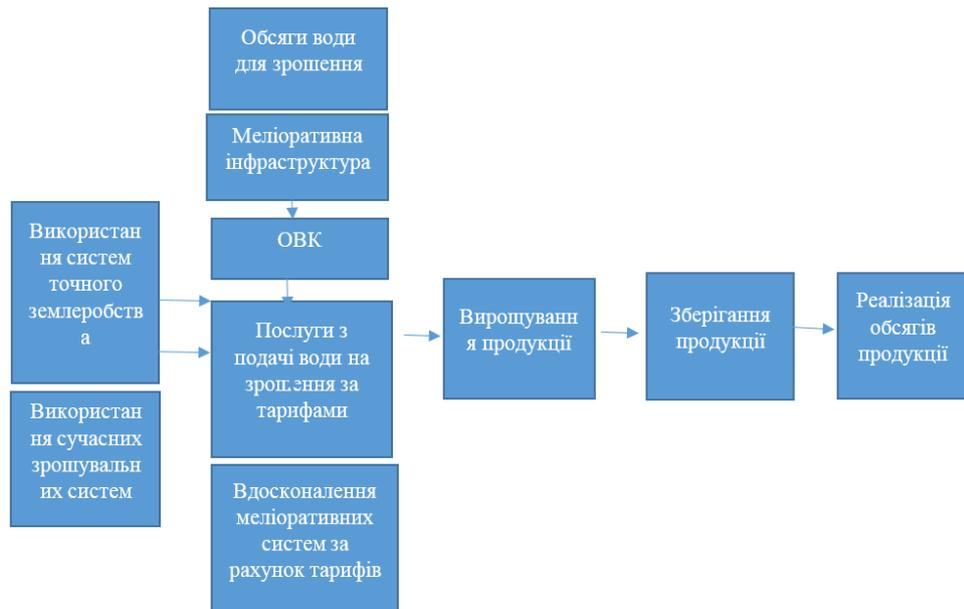 Обсяги води
для зрошення
Меліоративна
інфраструктура
ОВК
Використан
ня систем
точного
землеробств
а
Послуги з
подачі води на
зрошення за
тарифами
Вирощуванн
я продукції
Зберігання
продукції
Реалізація
обсягів
продукції
Використан
ня сучасних
зрошувальн
их систем
Вдосконалення
меліоративних
систем за
рахунок тарифів